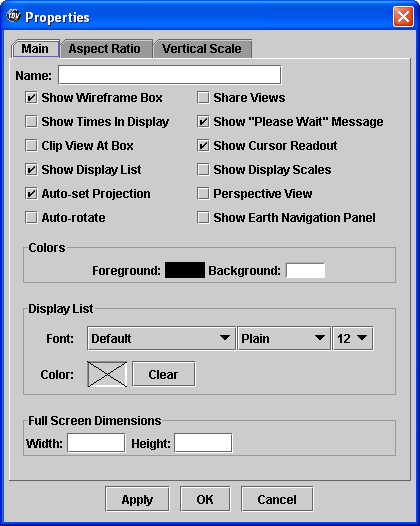 IDV Properties
Main Aspect Ratio Vertical Scale
Name:
Show Wireframe Box Share Views
Show Times In Display Show "Please Wait" Message
Clip View At Box Show Cursor Readout
Show Display List Show Display Scales
Auto-set Projection Perspective View
Auto-rotate Show Earth Navigation Panel
Colors
Foreground: Background:
Display List
Font: Default Plain 12
Color: Clear
Full Screen Dimensions
Width: Height:
Apply OK Cancel